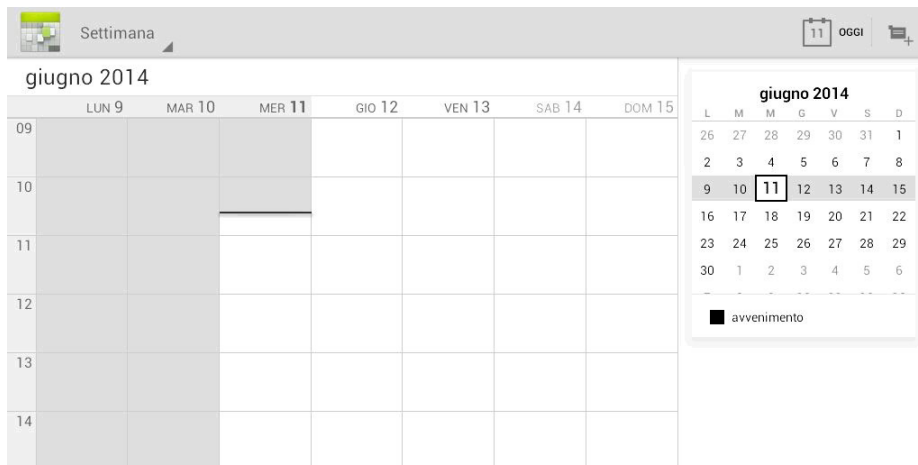 Settimana
11 OGGI
giugno 2014
LUN 9 MAR 10 MER 11 GIO 12 VEN 13 SAB 14 DOM 15
09
10
11
12
13
14
giugno 2014
L M M G V S D
26 27 28 29 30 31 1
2 3 4 5 6 7 8
9 10 11 12 13 14 15
16 17 18 19 20 21 22
23 24 25 26 27 28 29
30 1 2 3 4 5 6
avvenimento